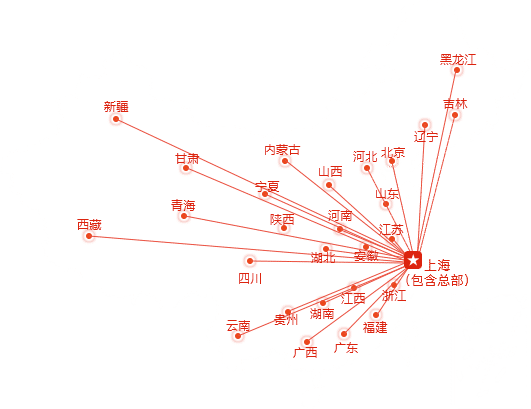 黑龙江
吉林
新疆
辽宁
内蒙古
河北
北京
甘肃
山西
宁夏
山东
青海
陕西
河南
西藏
江苏
湖北
安徽
上海
(包含总部)
四川
浙江
江西
贵州
湖南
云南
福建
广西
广东